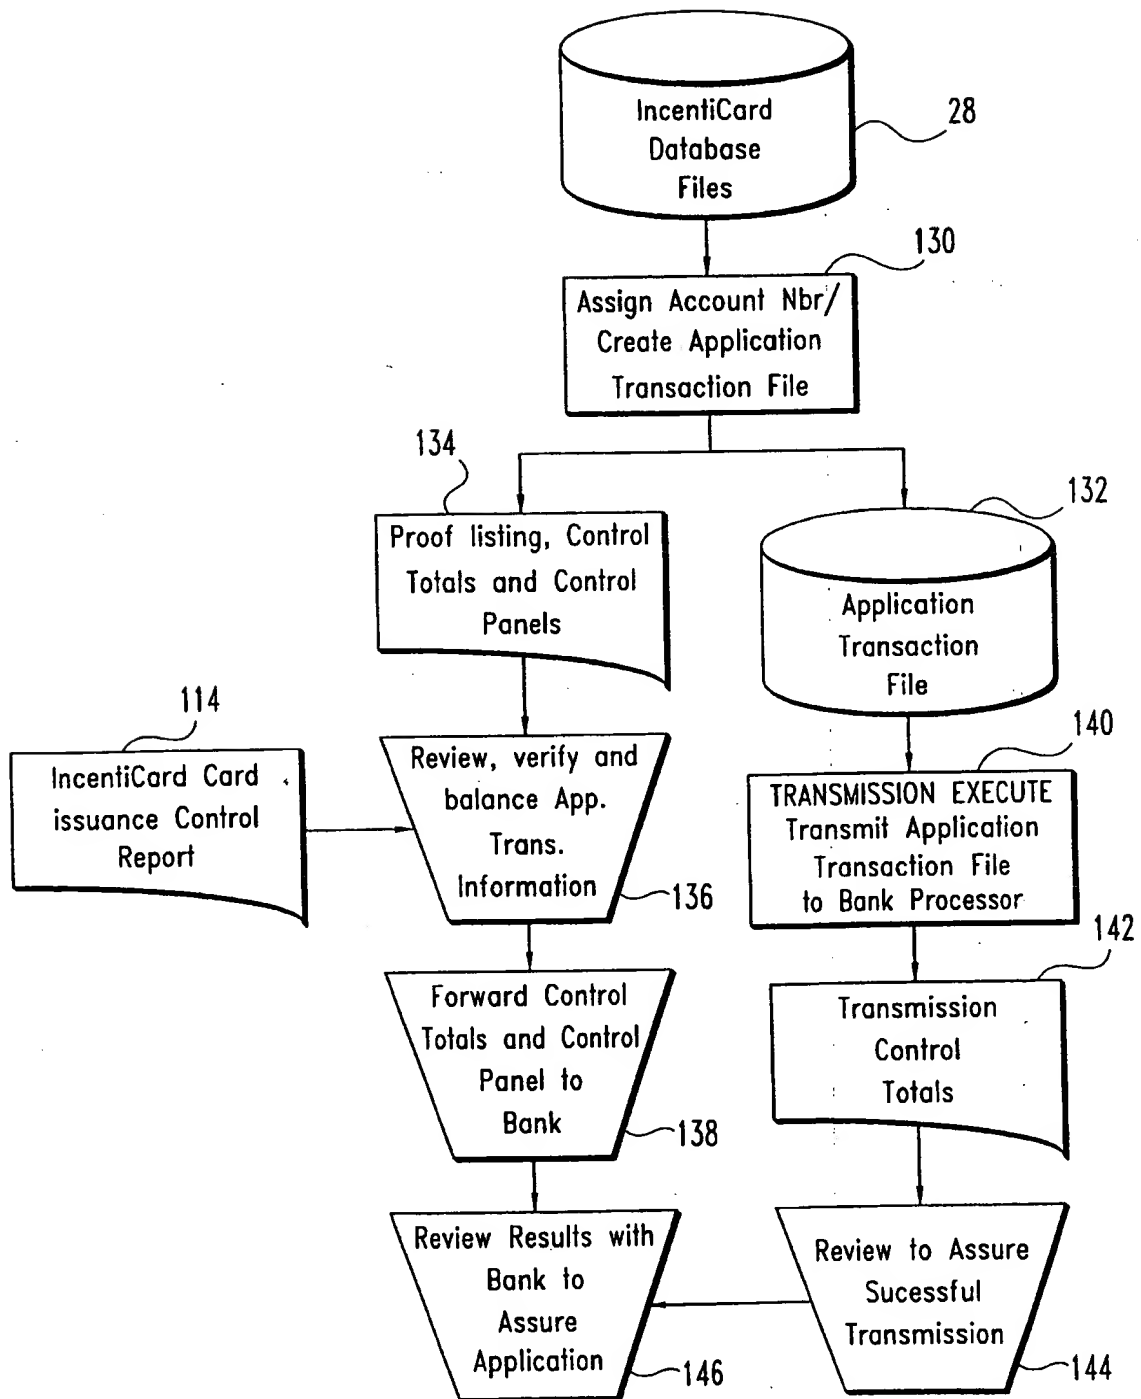 IncentiCard
Database
Files
28
130
Assign Account Nbr/
Create Application
Transaction File
134
Proof listing, Control
Totals and Control
Panels
132
Application
Transaction
File
114
IncentiCard Card
issuance Control
Report
Review, verify and
balance App.
Trans.
Information
136
140
TRANSMISSION EXECUTE
Transmit Application
Transaction File
to Bank Processor
142
Transmission
Control
Totals
Forward Control
Totals and Control
Panel to
Bank
138
Review Results with
Bank to
Assure
Application
146
Review to Assure
Sucessful
Transmission
144